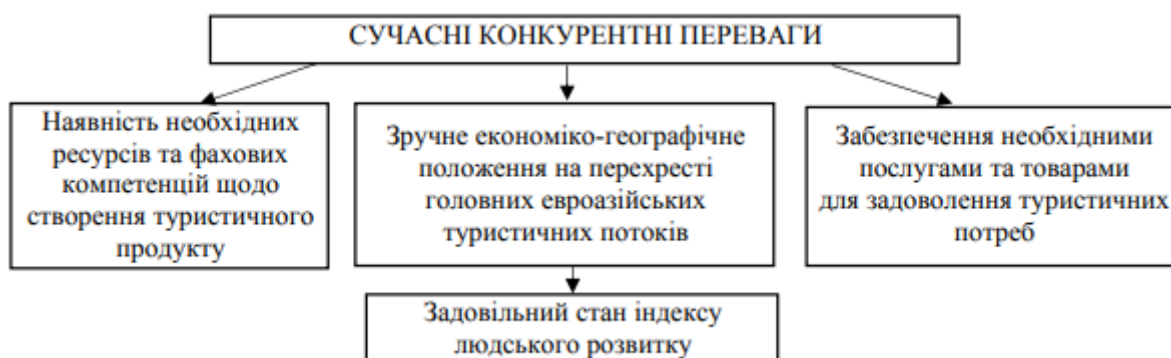 СУЧАСНІ КОНКУРЕНТНІ ПЕРЕВАГИ
Наявність необхідних
ресурсів та фахових
компетенцій щодо
створення туристичного
продукту
Зручне економіко-географічне
положення на перехресті
головних евроазійських
туристичних потоків
Забезпечення необхідними
послугами та товарами
для задоволення туристичних
потреб
Задовільний стан індексу
людського розвитку